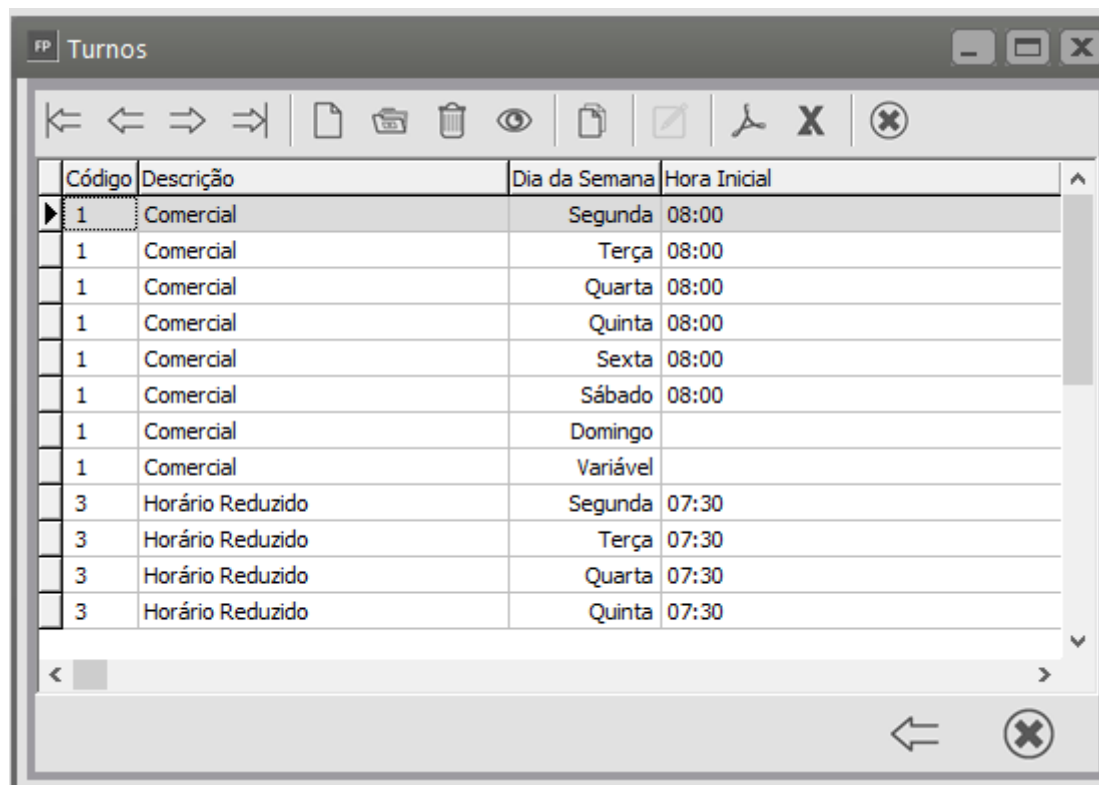 FP Turnos
Código Descrição Dia da Semana Hora Inicial
1 Comercial Segunda 08:00
1 Comercial Terça 08:00
1 Comercial Quarta 08:00
1 Comercial Quinta 08:00
1 Comercial Sexta 08:00
1 Comercial Sábado 08:00
1 Comercial Domingo
1 Comercial Variável
3 Horário Reduzido Segunda 07:30
3 Horário Reduzido Terça 07:30
3 Horário Reduzido Quarta 07:30
3 Horário Reduzido Quinta 07:30